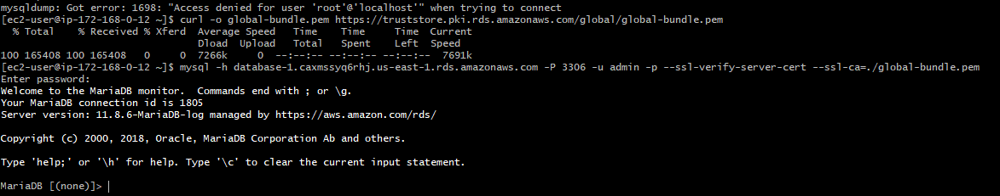 mysqldump: Got error: 1698: "Access denied for user 'root'@'localhost'" when trying to connect
[ec2-user@ip-172-168-0-12 ~]$ curl -o global-bundle.pem https://truststore.pki.rds.amazonaws.com/global/global-bundle.pem
  % Total    % Received % Xferd  Average Speed   Time    Time     Time  Current
                                 Dload  Upload   Total   Spent    Left  Speed
100 165408 100 165408   0      0  7266k      0 --:--:-- --:--:-- --:--:--  7691k
[ec2-user@ip-172-168-0-12 ~]$ mysql -h database-1.caxmssyq6rhj.us-east-1.rds.amazonaws.com -P 3306 -u admin -p --ssl-verify-server-cert --ssl-ca=./global-bundle.pem
Enter password:
Welcome to the MariaDB monitor.  Commands end with ; or \g.
Your MariaDB connection id is 1805
Server version: 11.8.6-MariaDB-log managed by https://aws.amazon.com/rds/

Copyright (c) 2000, 2018, Oracle, MariaDB Corporation Ab and others.

Type 'help;' or '\h' for help. Type '\c' to clear the current input statement.

MariaDB [(none)]>